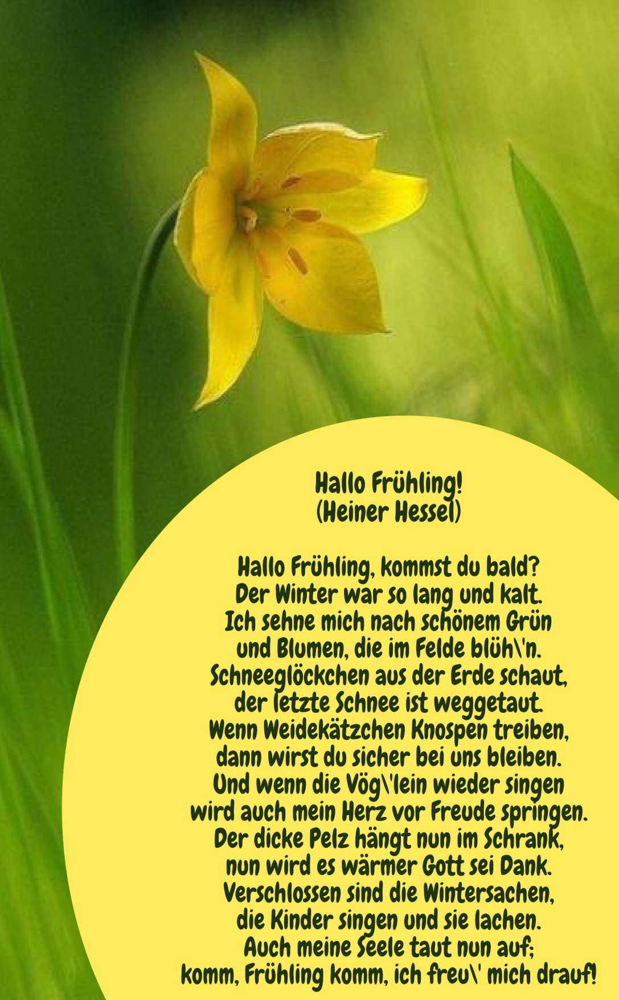 Hallo Frühling!
(Heiner Hessel)
Hallo Frühling, kommst du bald?
Der Winter war so lang und kalt.
Ich sehne mich nach schönem Grün
und Blumen, die im Felde blüh\'n.
Schneeglöckchen aus der Erde schaut,
der letzte Schnee ist weggetaut.
Wenn Weidekätzchen Knospen treiben,
dann wirst du sicher bei uns bleiben.
Und wenn die Vög\'lein wieder singen
wird auch mein Herz vor Freude springen.
Der dicke Pelz hängt nun im Schrank,
nun wird es wärmer Gott sei Dank.
Verschlossen sind die Wintersachen,
die Kinder singen und sie lachen.
Auch meine Seele taut nun auf;
komm, Frühling komm, ich freu\' mich drauf!